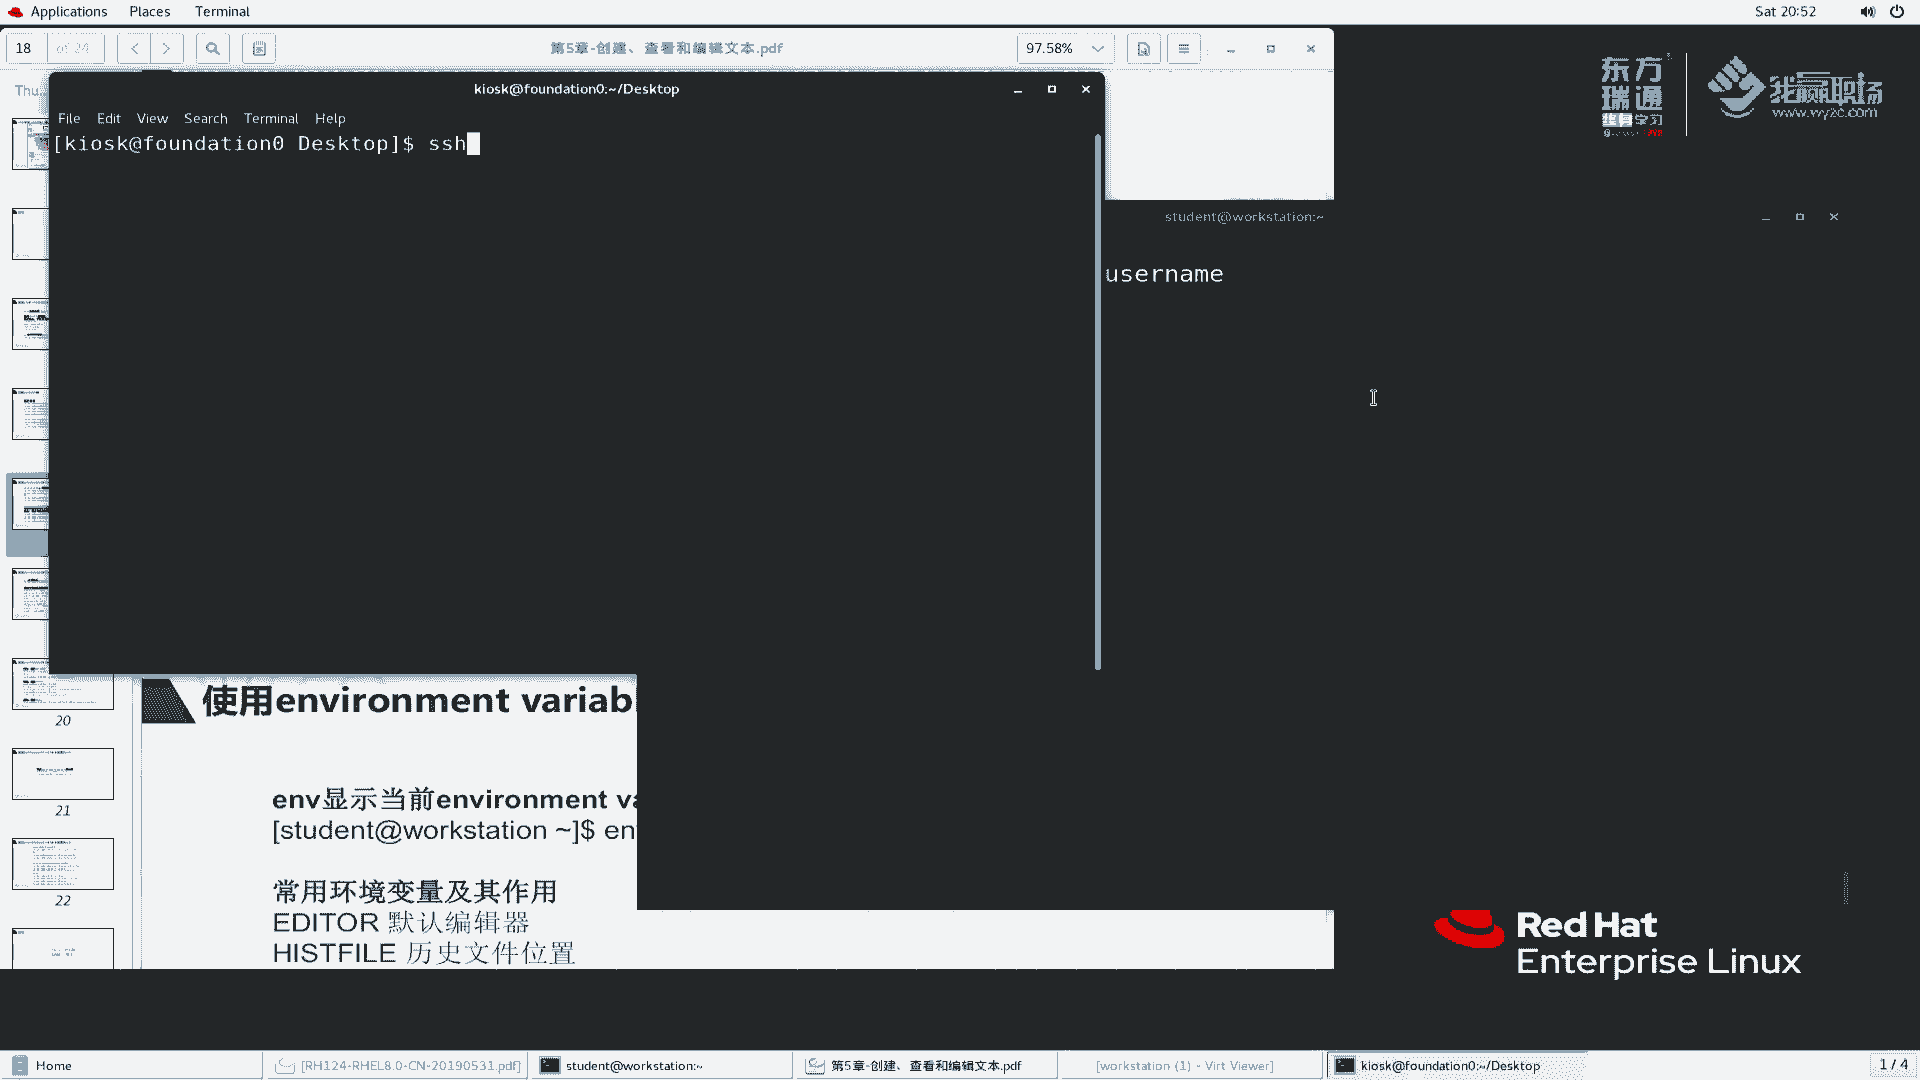 Applications Places Terminal
Sat 20:52
18 of 24
第5章-创建、查看和编辑文本.pdf
97.58%
Thu...
kiosk@foundation0:~/Desktop
File Edit View Search Terminal Help
[kiosk@foundation0 Desktop]$ ssh
东方
瑞通
终身学习
我赢职场
www.wyzc.com
student@workstation:~
username
使用environment variab
env显示当前environment va
[student@workstation ~]$ en
常用环境变量及其作用
EDITOR 默认编辑器
HISTFILE 历史文件位置
20
21
22
Red Hat
Enterprise Linux
Home
[RH124-RHEL8.0-CN-20190531.pdf]
student@workstation:~
第5章-创建、查看和编辑文本.pdf
[workstation (1) - Virt Viewer]
kiosk@foundation0:~/Desktop
1 / 4